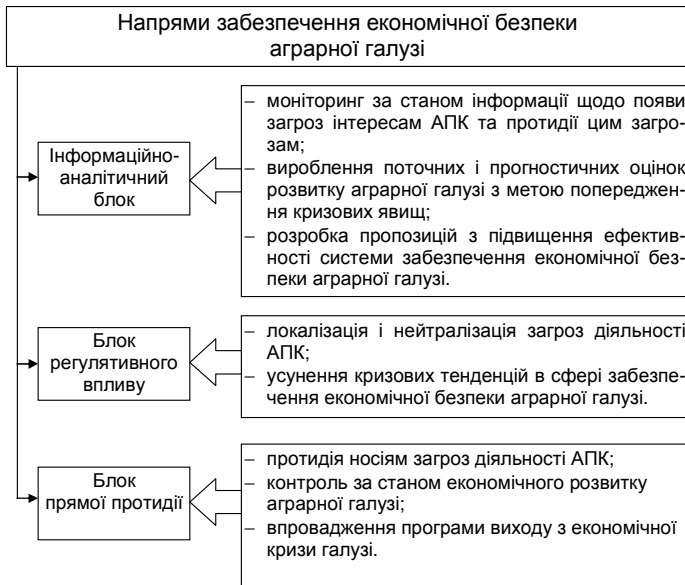 Напрями забезпечення економічної безпеки
аграрної галузі
Інформаційно-
аналітичний
блок
– моніторинг за станом інформації щодо появи
загроз інтересам АПК та протидії цим загро-
зам;
– вироблення поточних і прогностичних оцінок
розвитку аграрної галузі з метою попереджен-
ня кризових явищ;
– розробка пропозицій з підвищення ефектив-
ності системи забезпечення економічної без-
пеки аграрної галузі.
Блок
регулятивного
впливу
– локалізація і нейтралізація загроз діяльності
АПК;
– усунення кризових тенденцій в сфері забезпе-
чення економічної безпеки аграрної галузі.
Блок
прямої протидії
– протидія носіям загроз діяльності АПК;
– контроль за станом економічного розвитку
аграрної галузі;
– впровадження програми виходу з економічної
кризи галузі.